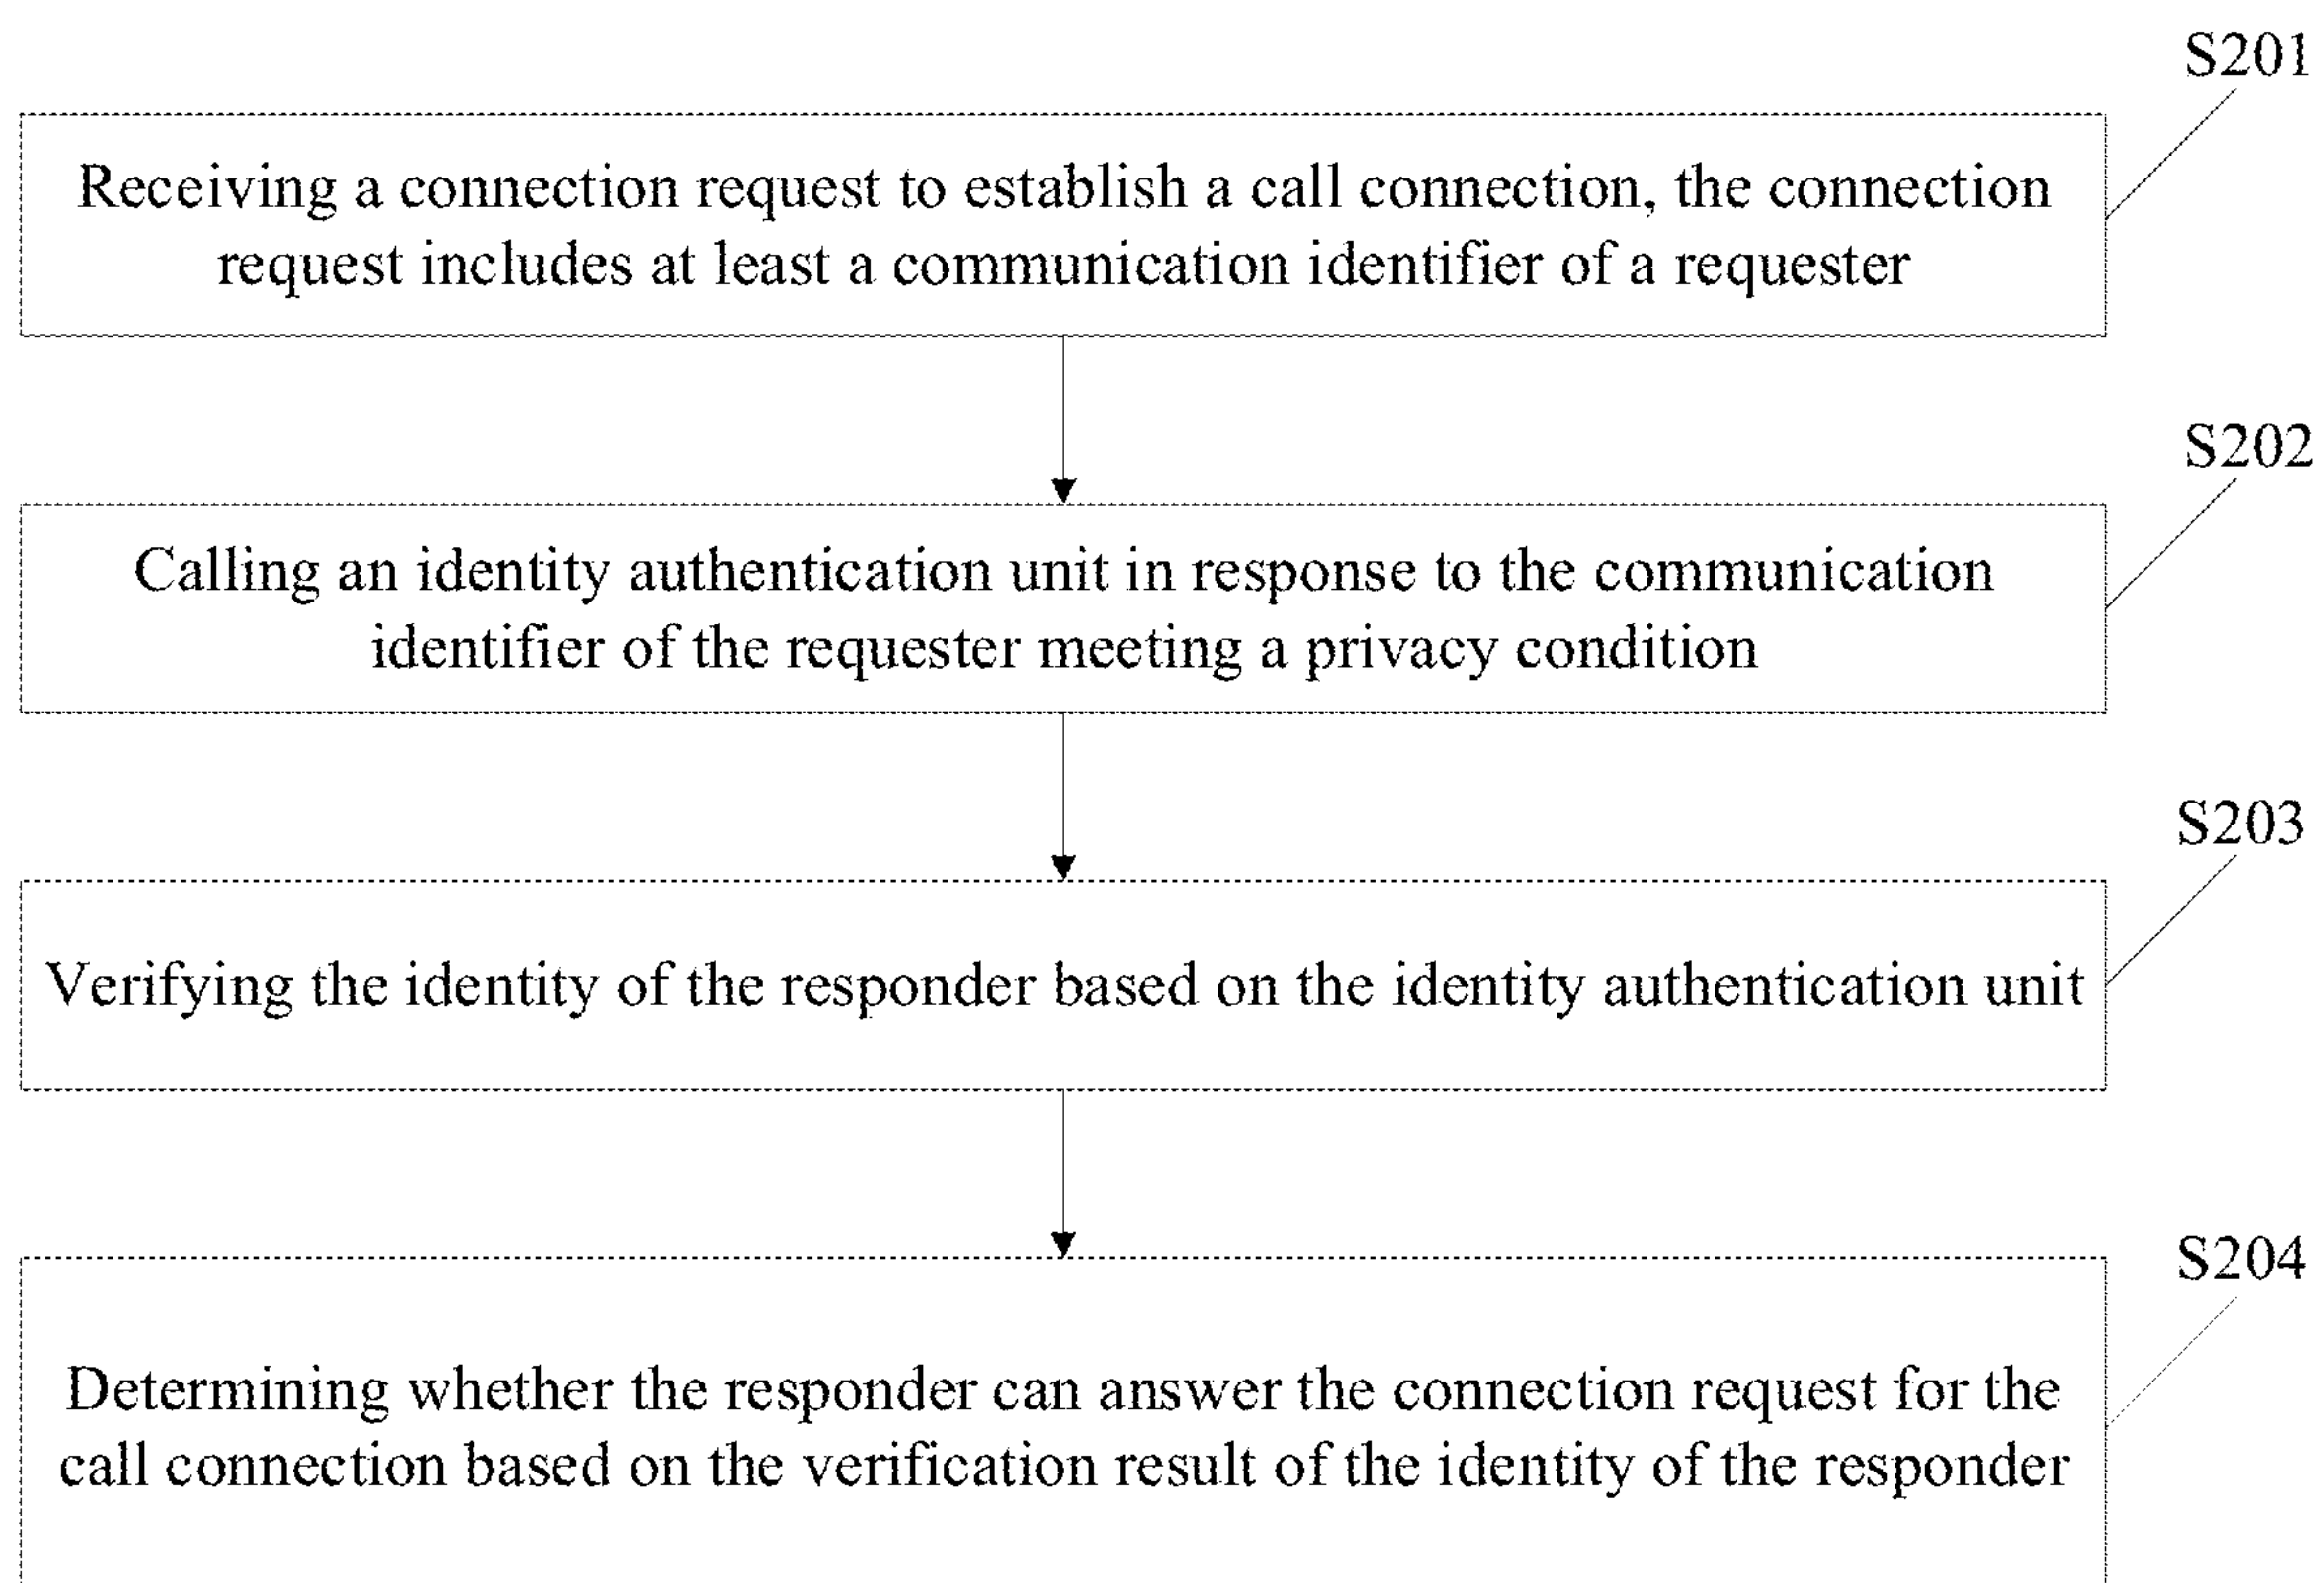 S201
Receiving a connection request to establish a call connection, the connection
request includes at least a communication identifier of a requester
S202
Calling an identity authentication unit in response to the communication
identifier of the requester meeting a privacy condition
S203
Verifying the identity of the responder based on the identity authentication unit
S204
Determining whether the responder can answer the connection request for the
call connection based on the verification result of the identity of the responder